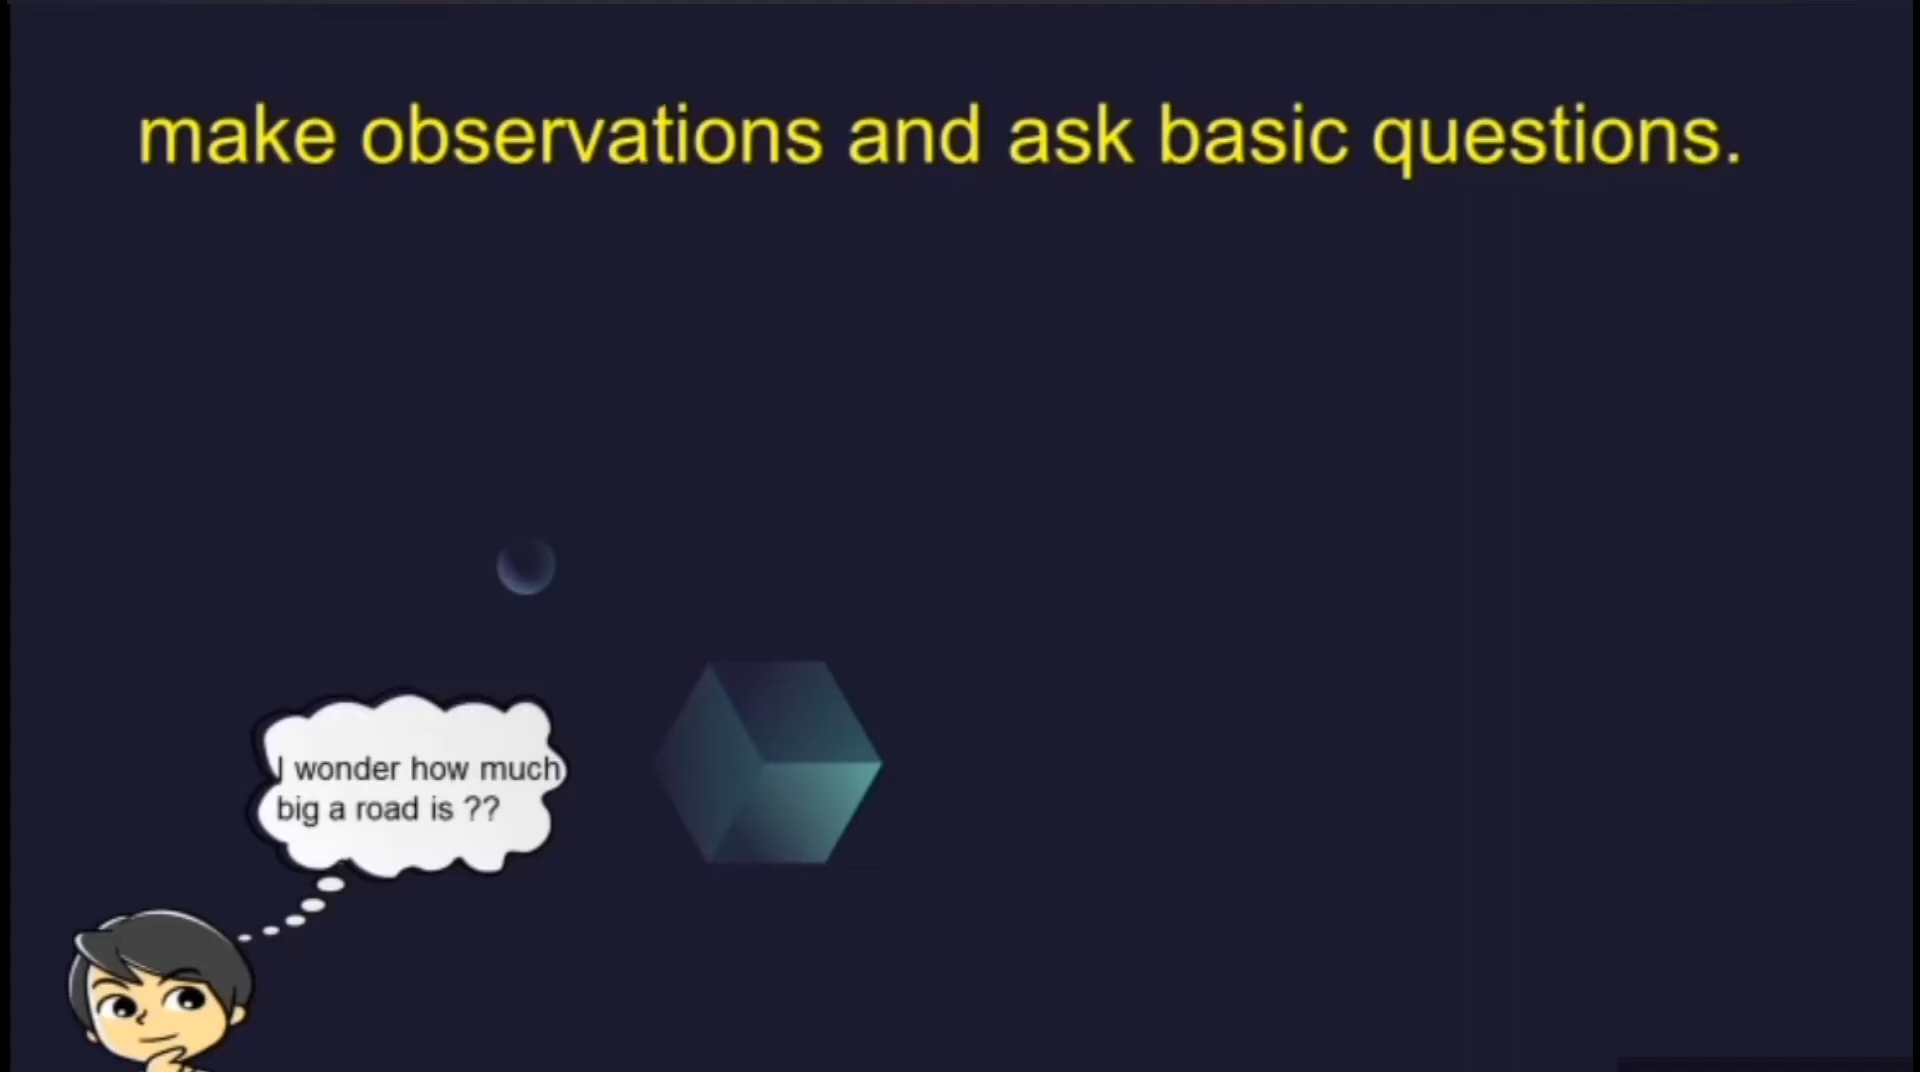 make observations and ask basic questions.
I wonder how much
big a road is ??